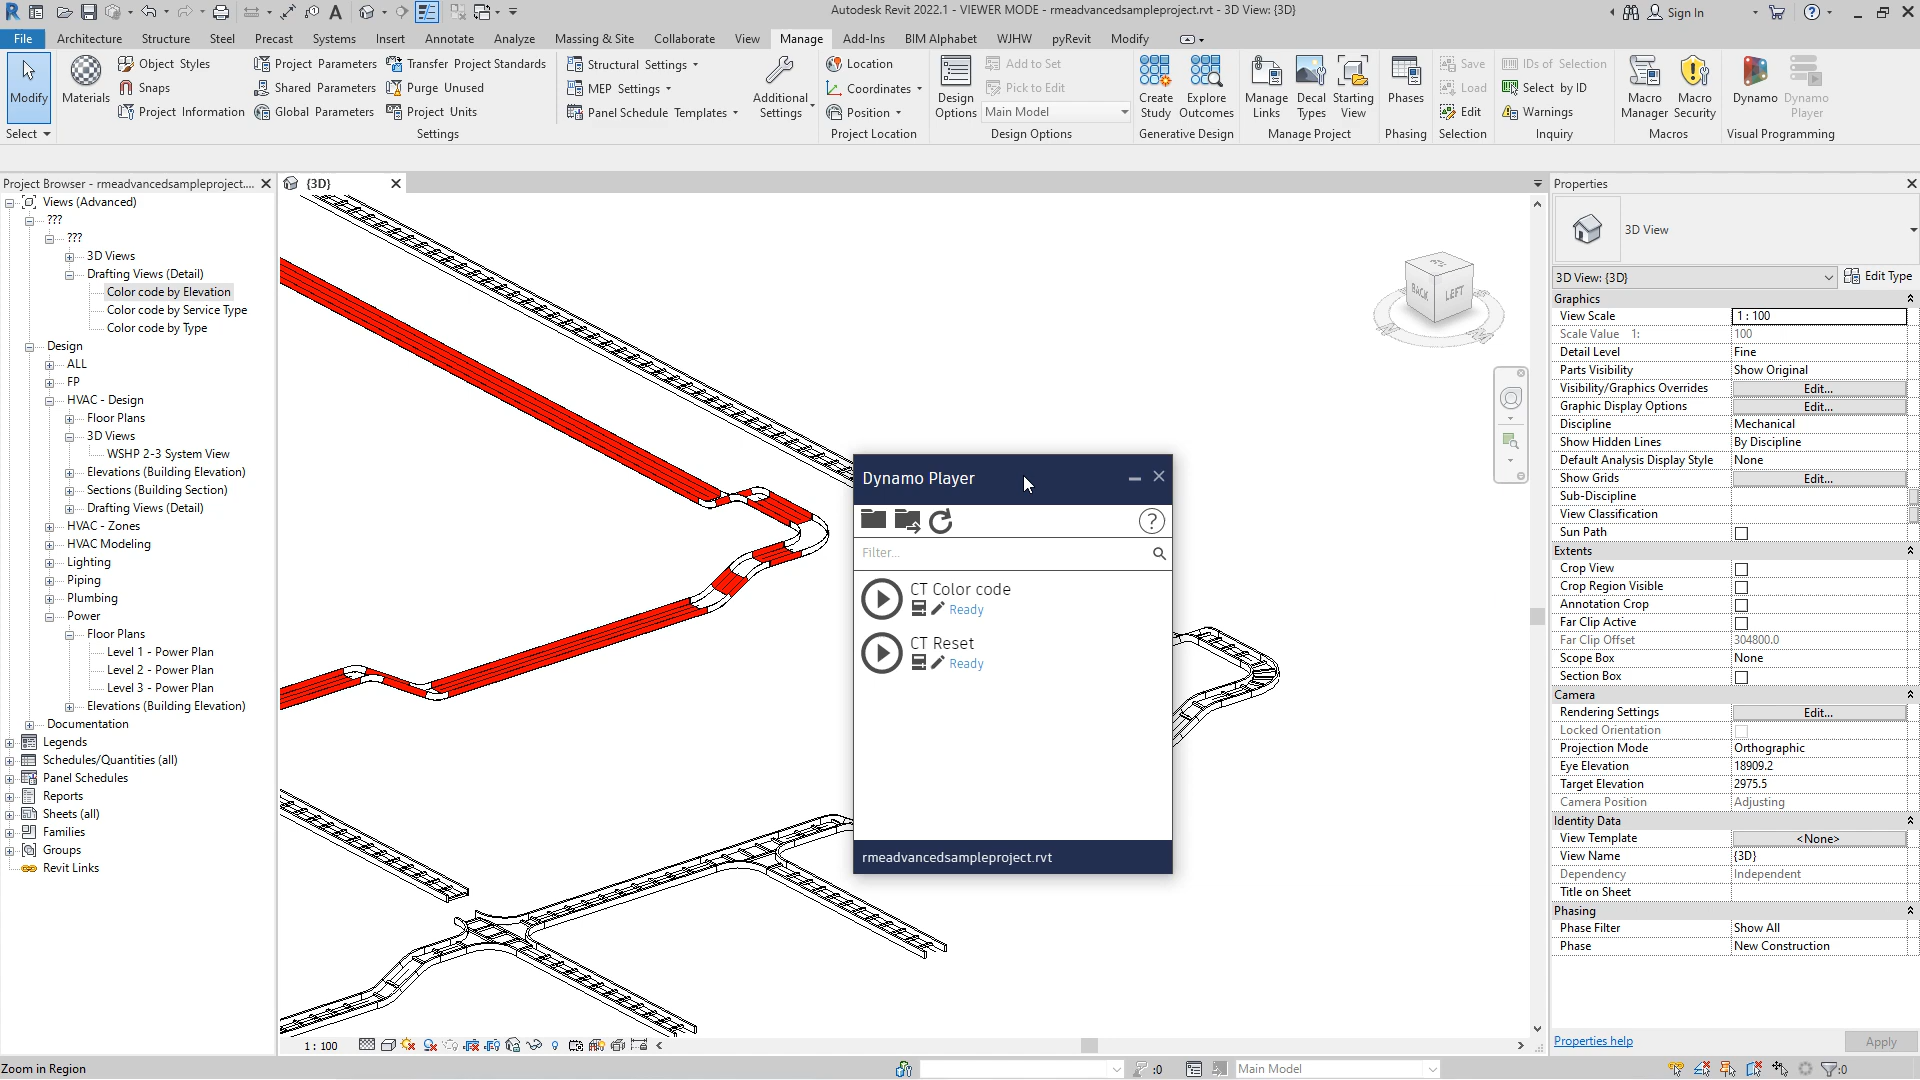 Autodesk Revit 2022.1 - VIEWER MODE - rmeadvancedsampleproject.rvt - 3D View: {3D}
Sign In
File Architecture Structure Steel Precast Systems Insert Annotate Analyze Massing & Site Collaborate View Manage Add-Ins BIM Alphabet WJHW pyRevit Modify
Modify
Select
Materials
Object Styles
Snaps
Project Information
Project Parameters
Shared Parameters
Global Parameters
Transfer Project Standards
Purge Unused
Project Units
Structural Settings
MEP Settings
Panel Schedule Templates
Additional Settings
Settings
Location
Coordinates
Position
Project Location
Design Options
Add to Set
Pick to Edit
Main Model
Design Options
Create Study
Explore Outcomes
Generative Design
Manage Links
Decal Types
Starting View
Manage Project
Phases
Phasing
Save
Load
Edit
Selection
IDs of Selection
Select by ID
Warnings
Inquiry
Macro Manager
Macro Security
Macros
Dynamo
Dynamo Player
Visual Programming
Project Browser - rmeadvancedsampleproject....
Views (Advanced)
???
???
3D Views
Drafting Views (Detail)
Color code by Elevation
Color code by Service Type
Color code by Type
Design
ALL
FP
HVAC - Design
Floor Plans
3D Views
WSHP 2-3 System View
Elevations (Building Elevation)
Sections (Building Section)
Drafting Views (Detail)
HVAC - Zones
HVAC Modeling
Lighting
Piping
Plumbing
Power
Floor Plans
Level 1 - Power Plan
Level 2 - Power Plan
Level 3 - Power Plan
Elevations (Building Elevation)
Documentation
Legends
Schedules/Quantities (all)
Panel Schedules
Reports
Sheets (all)
Families
Groups
Revit Links
{3D}
BACK
LEFT
Dynamo Player
Filter...
CT Color code
Ready
CT Reset
Ready
rmeadvancedsampleproject.rvt
1 : 100
Properties
3D View
3D View: {3D}
Edit Type
Graphics
View Scale 1 : 100
Scale Value 1: 100
Detail Level Fine
Parts Visibility Show Original
Visibility/Graphics Overrides Edit...
Graphic Display Options Edit...
Discipline Mechanical
Show Hidden Lines By Discipline
Default Analysis Display Style None
Show Grids Edit...
Sub-Discipline
View Classification
Sun Path
Extents
Crop View
Crop Region Visible
Annotation Crop
Far Clip Active
Far Clip Offset 304800.0
Scope Box None
Section Box
Camera
Rendering Settings Edit...
Locked Orientation
Projection Mode Orthographic
Eye Elevation 18909.2
Target Elevation 2975.5
Camera Position Adjusting
Identity Data
View Template <None>
View Name {3D}
Dependency Independent
Title on Sheet
Phasing
Phase Filter Show All
Phase New Construction
Properties help
Apply
Zoom in Region
:0
Main Model
:0